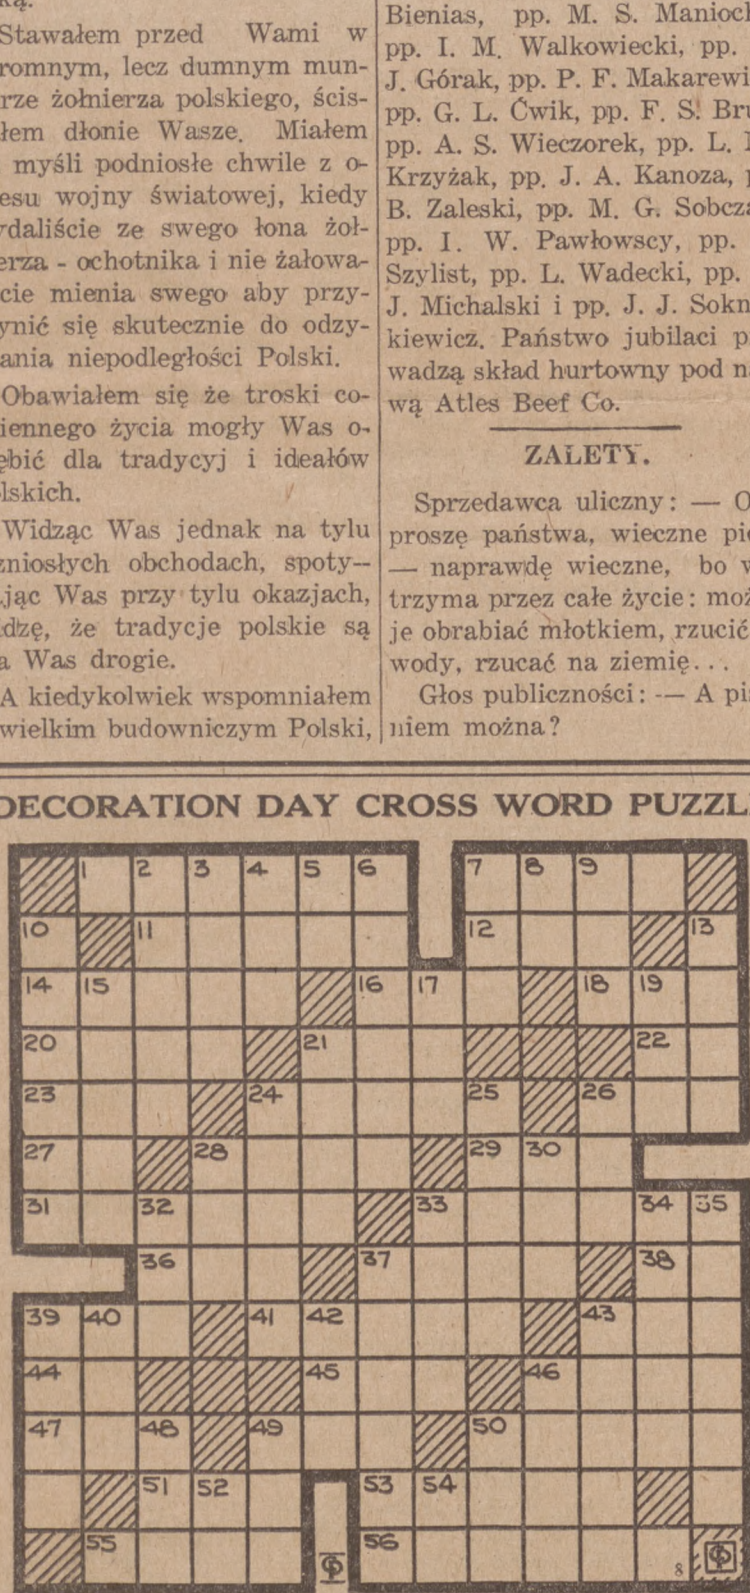 ką.
Stawałem przed Wami w
romnym, lecz dumnym mun-
rze żołnierza polskiego, ścis-
łem dłonie Wasze. Miałem
myśli podniosłe chwile z o-
esu wojny światowej, kiedy
daliście ze swego łona żoł-
erza - ochotnika i nie żałowa-
cie mienia swego aby przy-
ynić się skutecznie do odzy-
ania niepodległości Polski.
Obawiałem się że troski co-
iennego życia mogły Was o-
ębić dla tradycyj i ideałów
lskich.
Widząc Was jednak na tylu
zniosłych obchodach, spoty--
jąc Was przy tylu okazjach,
dzę, że tradycje polskie są
a Was drogie.
A kiedykolwiek wspomniałem
wielkim budowniczym Polski,
Bienias, pp. M. S. Manioch
pp. I. M. Walkowiecki, pp.
J. Górak, pp. P. F. Makarewi
pp. G. L. Ćwik, pp. F. S. Bru
pp. A. S. Wieczorek, pp. L.
Krzyżak, pp. J. A. Kanoza, p
B. Zaleski, pp. M. G. Sobcza
pp. I. W. Pawłowscy, pp.
Szylist, pp. L. Wadecki, pp.
J. Michalski i pp. J. J. Sokn
kiewicz. Państwo jubilaci p
wadzą skład hurtowny pod n
wą Atles Beef Co.
ZALETY.
Sprzedawca uliczny: — O
proszę państwa, wieczne pió
— naprawdę wieczne, bo w
trzyma przez całe życie: moż
je obrabiać młotkiem, rzucić
wody, rzucać na ziemię...
Głos publiczności: -— A pis
niem można?
DECORATION DAY CROSS WORD PUZZL
1 2 3 4 5 6 7 8 9
10 11 12 13
14 15 16 17 18 19
20 21 22
23 24 25 26
27 28 29 30
31 32 33 34 35
36 37 38
39 40 41 42 43
44 45 46
47 48 49 50
51 52 53 54
55 56 8